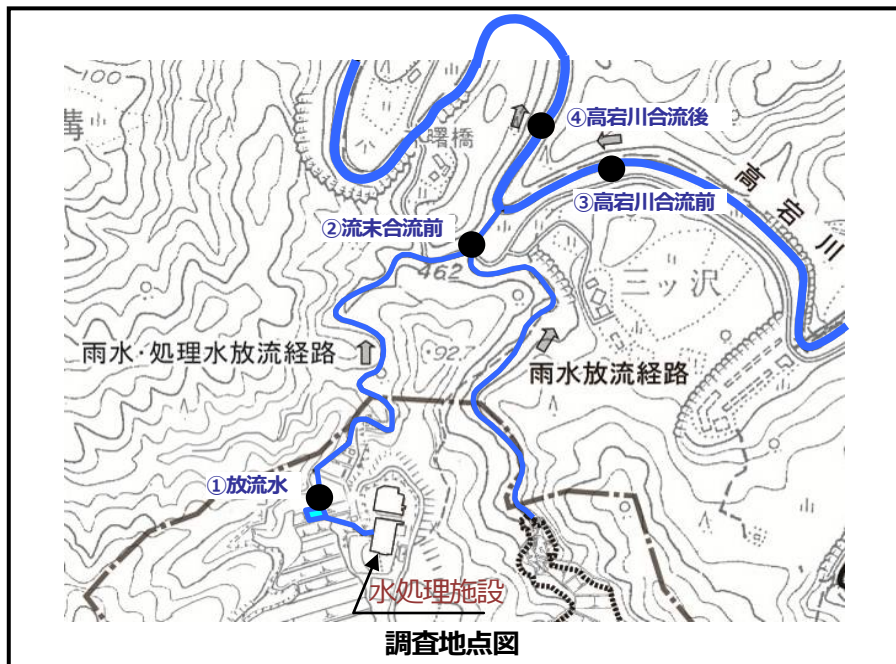 ④高宕川合流後
曙橋
③高宕川合流前
高宕川
②流末合流前
462
三ッ沢
雨水・処理水放流経路
・92.7
雨水放流経路
①放流水
水処理施設
調査地点図